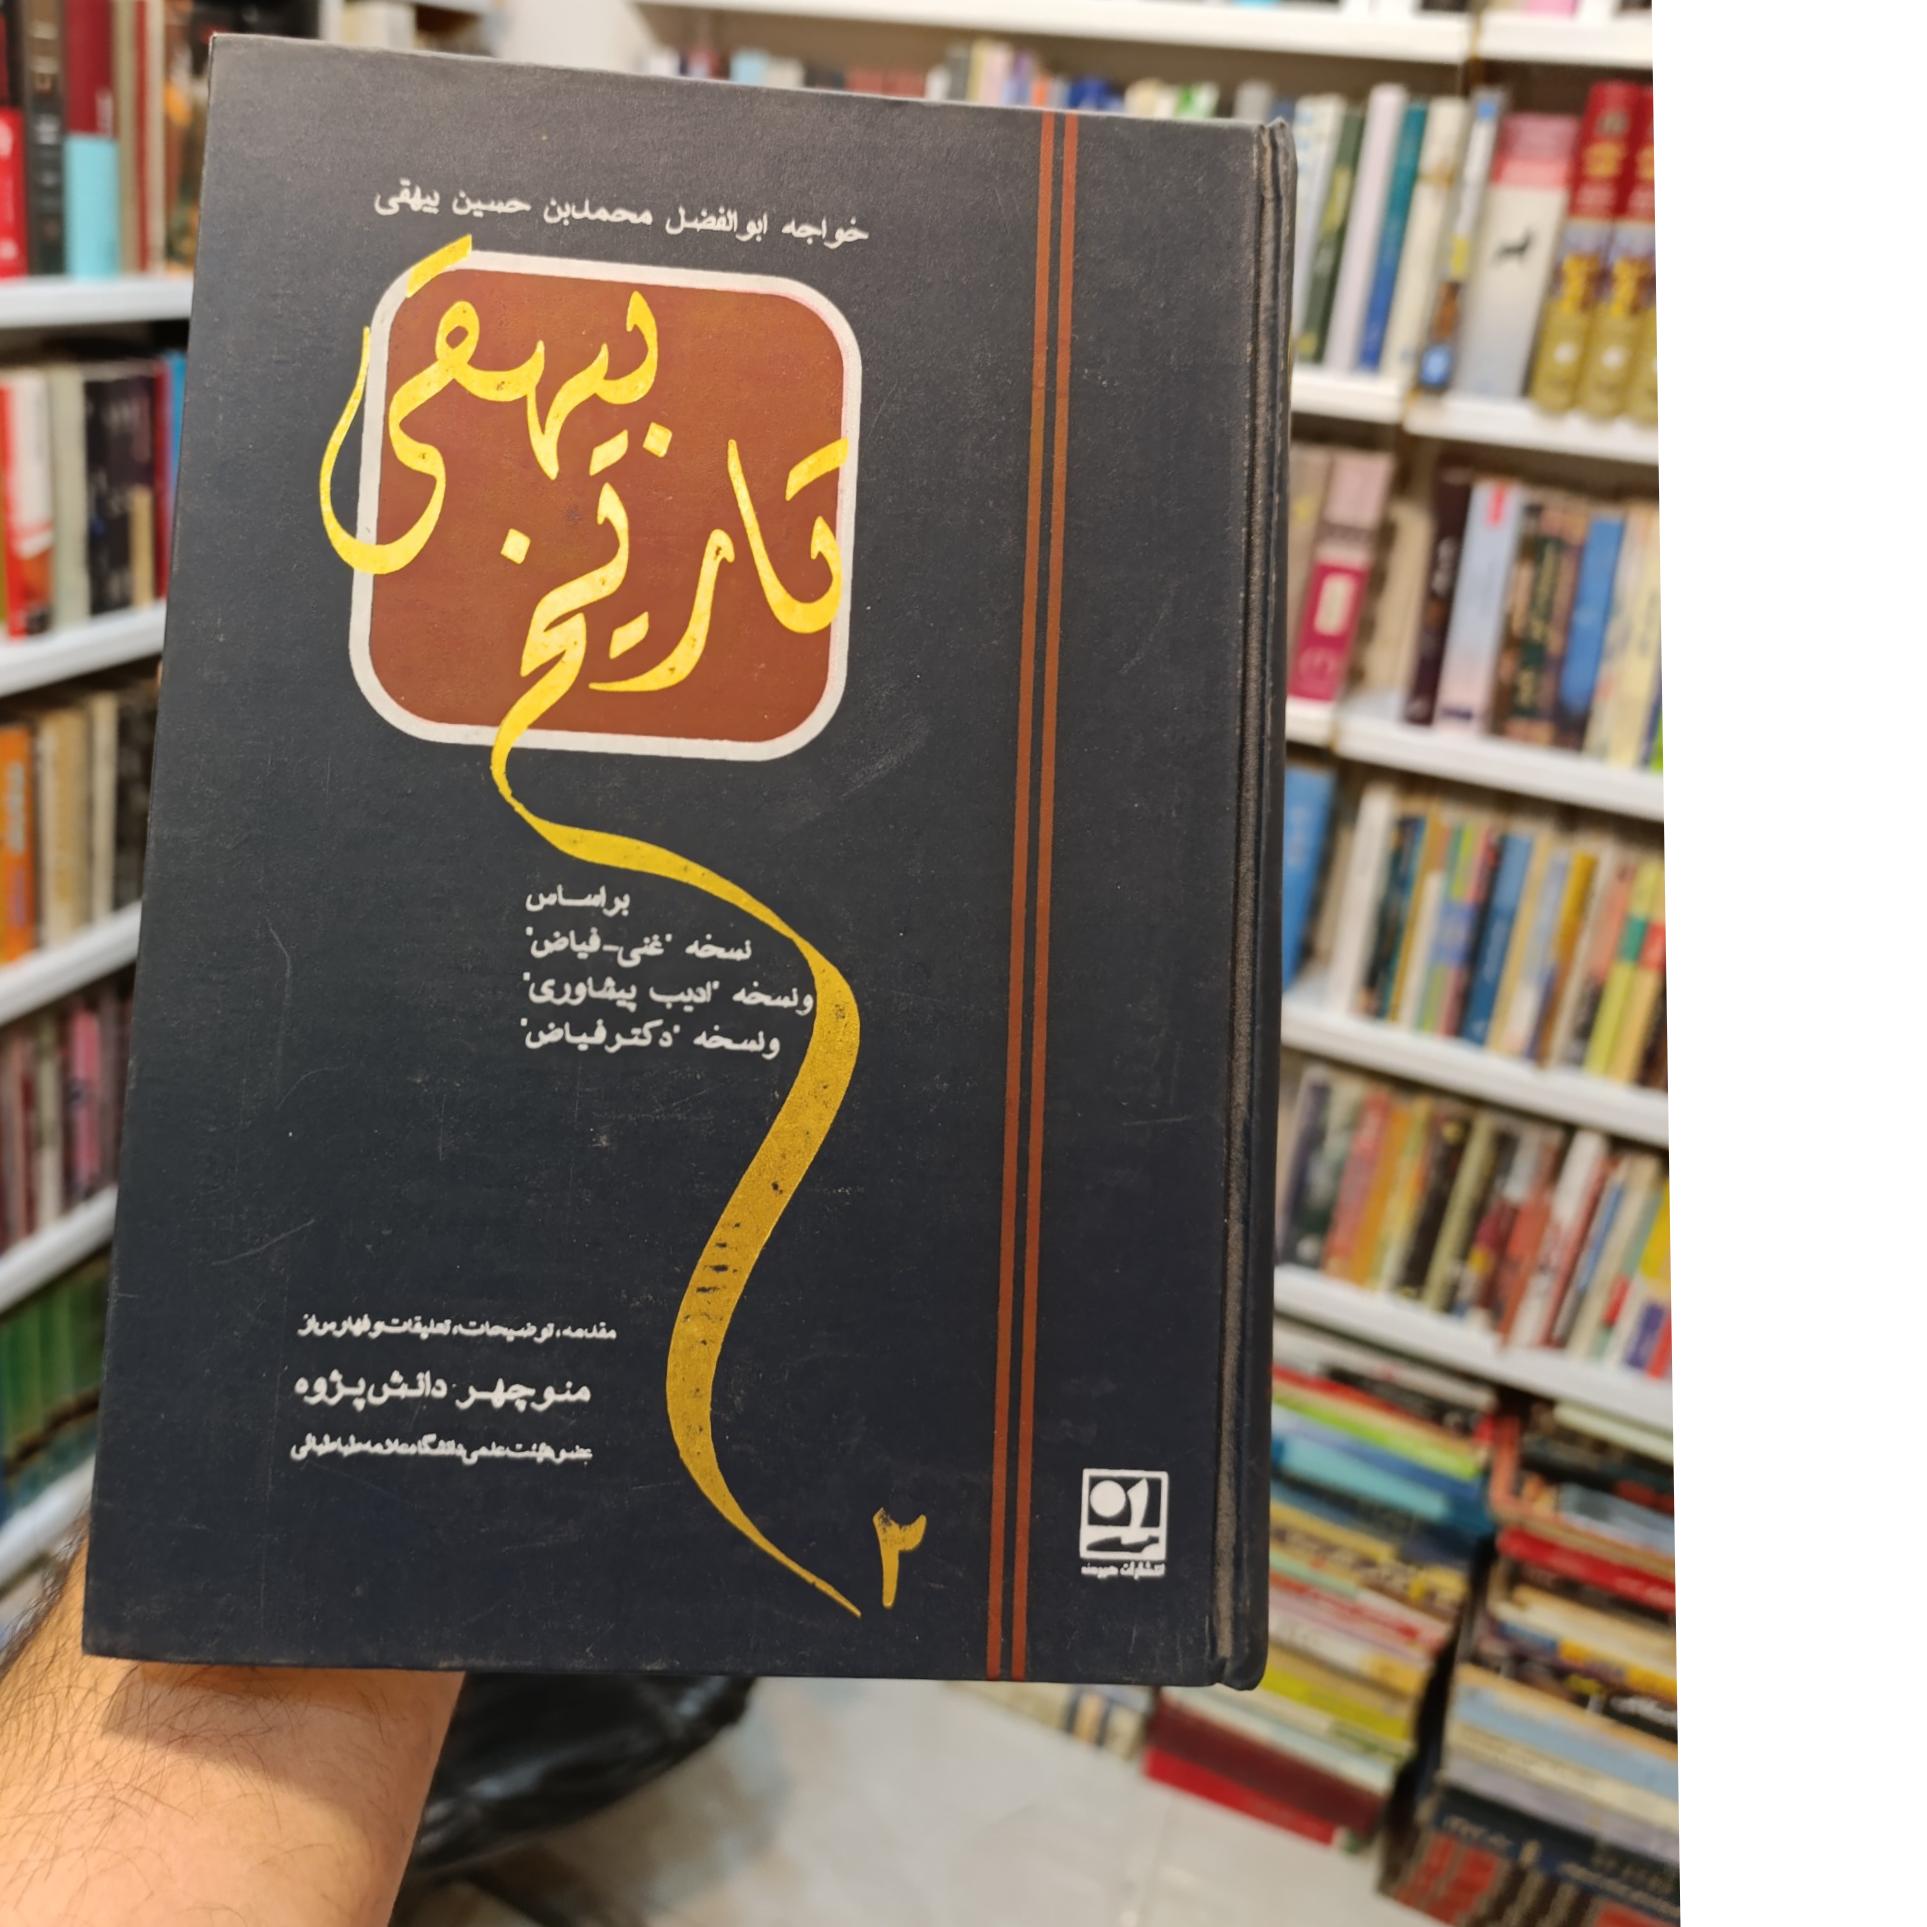 خواجه ابوالفضل محمدبن حسین بیهقی
تاریخ بیهقی
براساس
نسخه "غنی-فیاض"
ونسخه "ادیب پیشاوری"
ونسخه "دکتر فیاض"
مقدمه، توضیحات، تعلیقات و فهارس از
منوچهر دانش‌پژوه
عضو هیئت علمی دانشگاه علامه طباطبائی
۲
انتشارات هیرمند